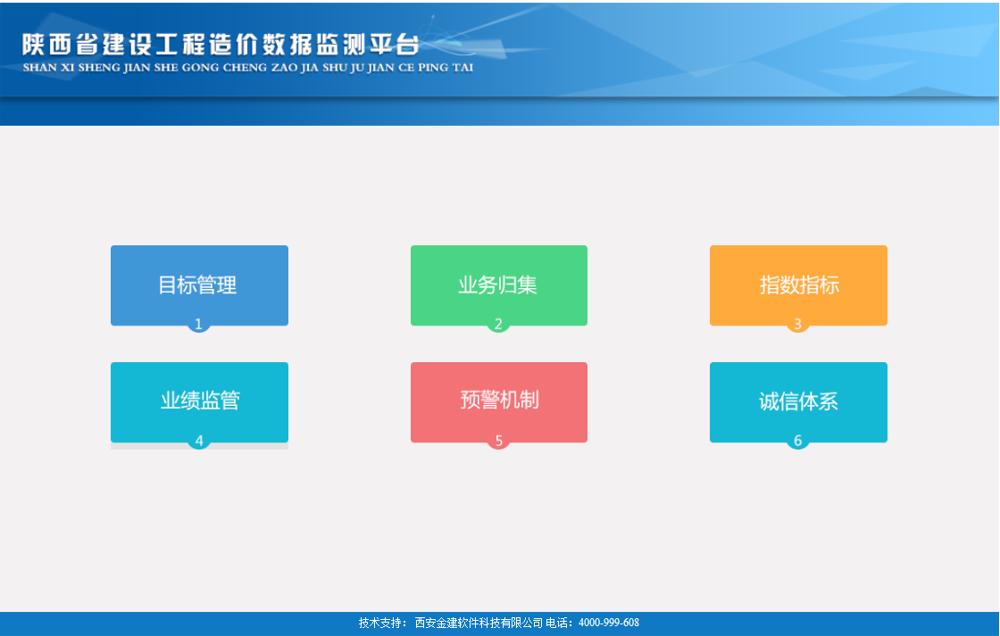 陕西省建设工程造价数据监测平台
SHAN XI SHENG JIAN SHE GONG CHENG ZAO JIA SHU JU JIAN CE PING TAI
目标管理
1
业务归集
2
指数指标
3
业绩监管
4
预警机制
5
诚信体系
6
技术支持： 西安金建软件科技有限公司 电话：4000-999-608